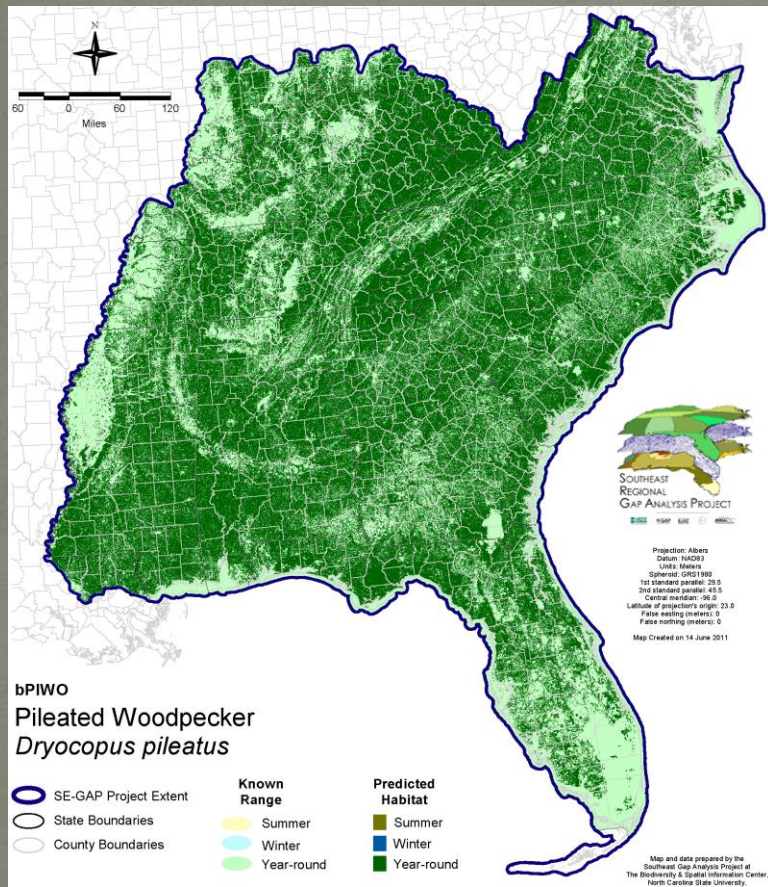 N
60 0 60 120
Miles
SOUTHEAST
REGIONAL
GAP ANALYSIS PROJECT
Projection: Albers
Datum: NAD83
Units: Meters
Spheroid: GRS1980
1st standard parallel: 29.5
2nd standard parallel: 45.5
Central meridian: -96.0
Latitude of projection's origin: 23.0
False easting (meters): 0
False northing (meters): 0
Map Created on 14 June 2011
bPIWO
Pileated Woodpecker
Dryocopus pileatus
SE-GAP Project Extent
State Boundaries
County Boundaries
Known
Range
Summer
Winter
Year-round
Predicted
Habitat
Summer
Winter
Year-round
Map and data prepared by the
Southeast Gap Analysis Project at
The Biodiversity & Spatial Information Center,
North Carolina State University.